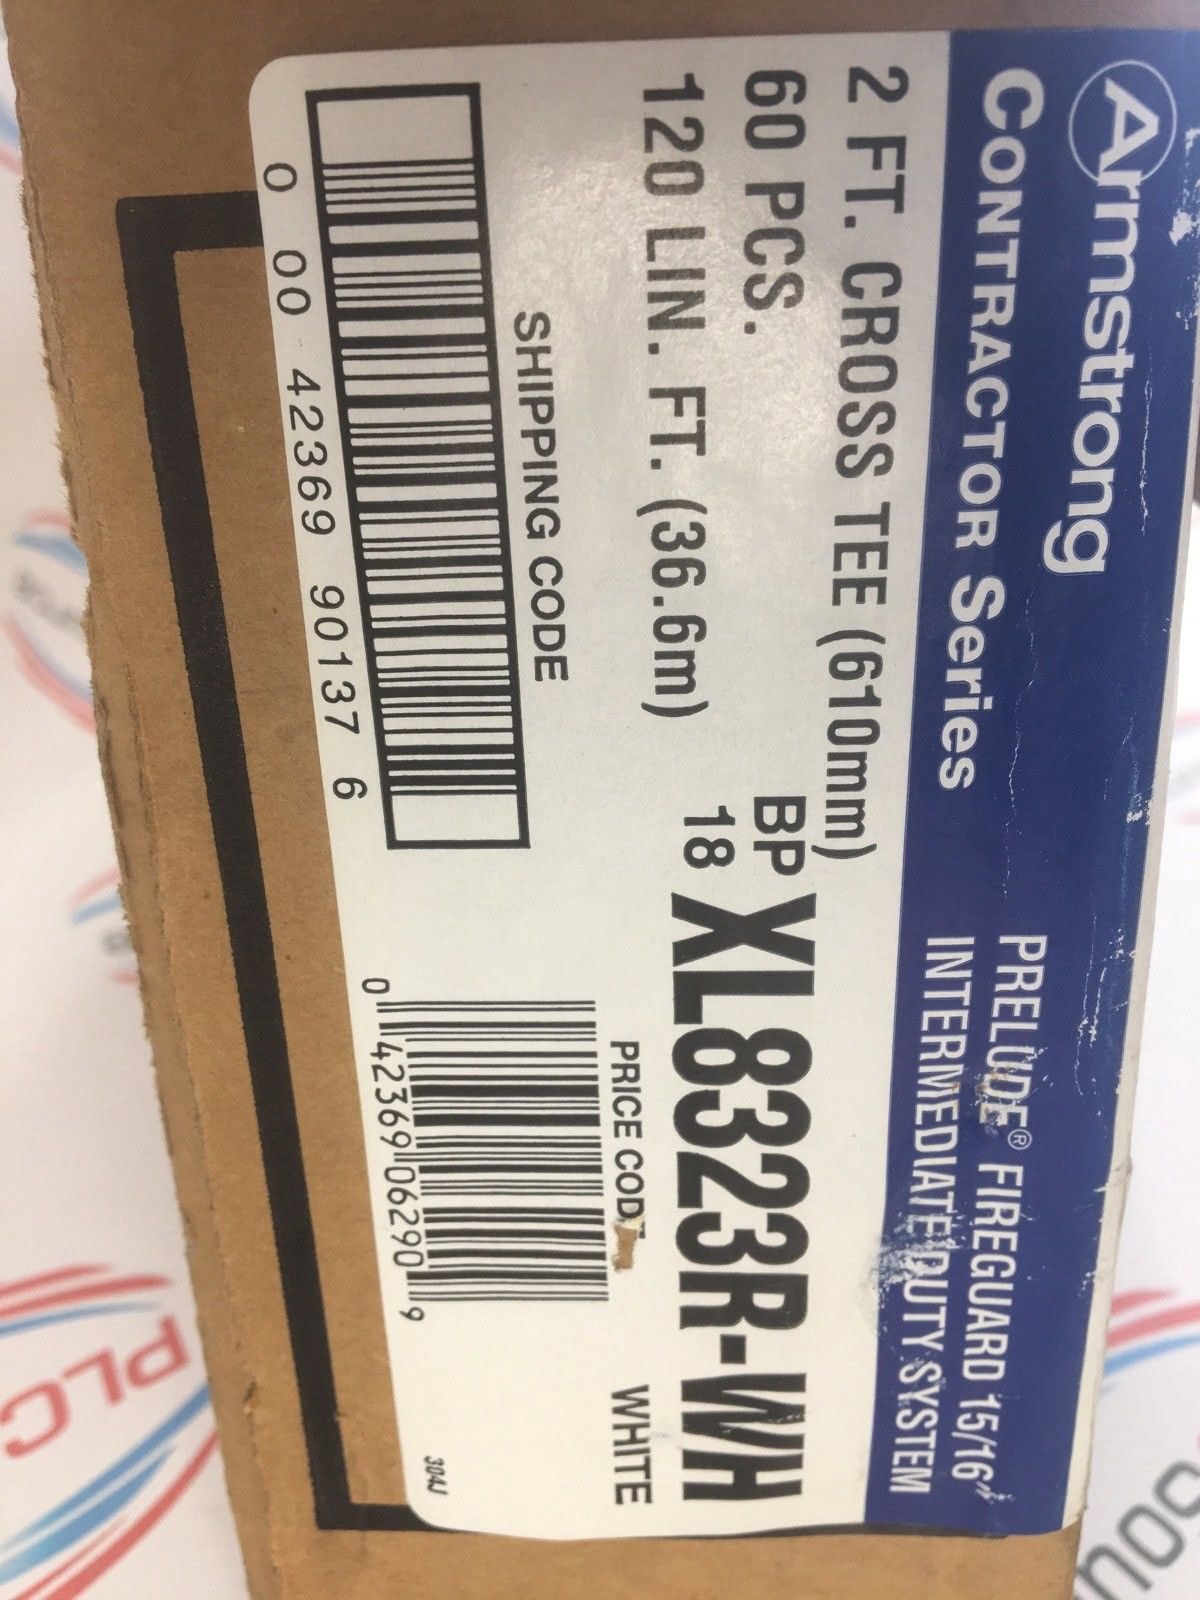 Armstrong
CONTRACTOR Series
PRELUDE® FIREGUARD 15/16"
INTERMEDIATE DUTY SYSTEM
2 FT. CROSS TEE (610mm)
60 PCS.
120 LIN. FT. (36.6m)
BP
18
XL8323R-WH
SHIPPING CODE
0 00 42369 90137 6
PRICE CODE
WHITE
0 42369 06290 9
304J
PLC